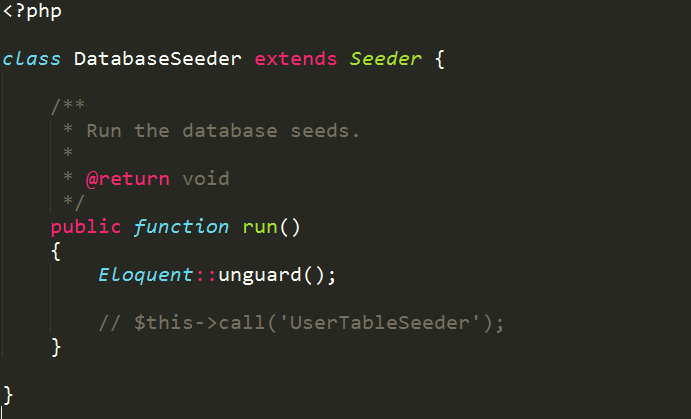 <?php
class DatabaseSeeder extends Seeder {
/**
* Run the database seeds.
*
* @return void
*/
public function run()
{
Eloquent::unguard();
// $this->call('UserTableSeeder');
}
}